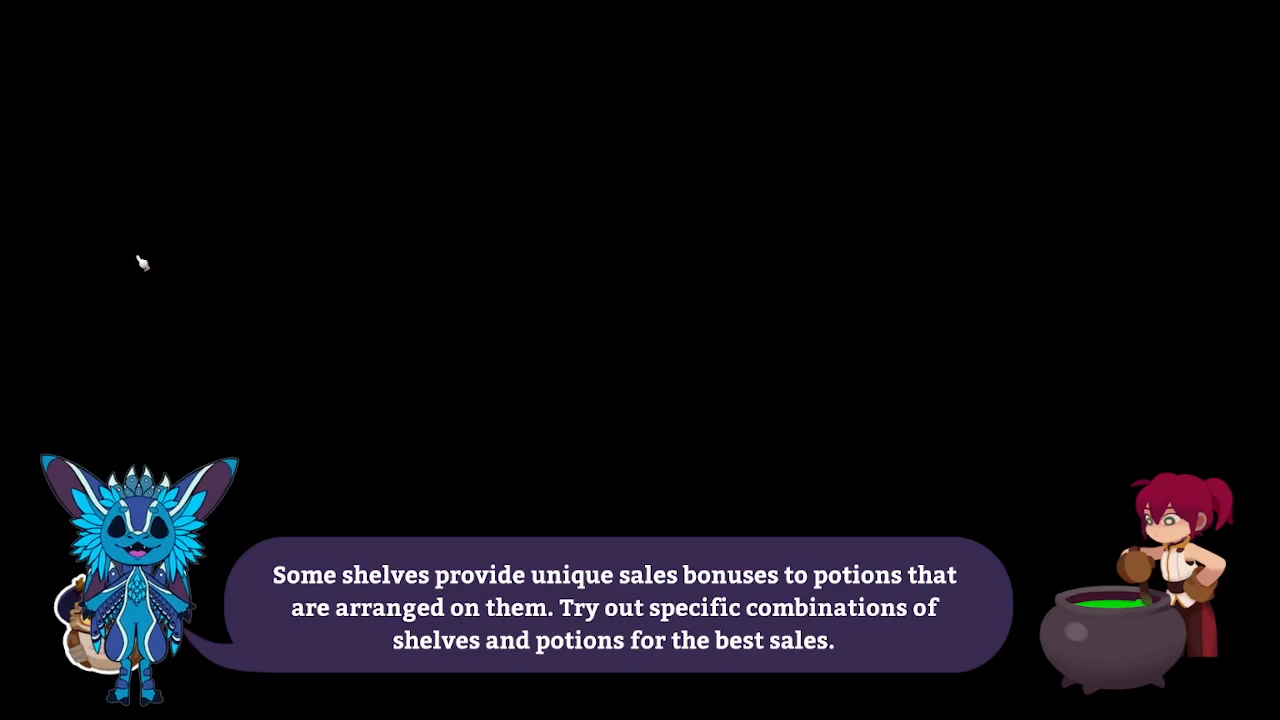 Some shelves provide unique sales bonuses to potions that
are arranged on them. Try out specific combinations of
shelves and potions for the best sales.